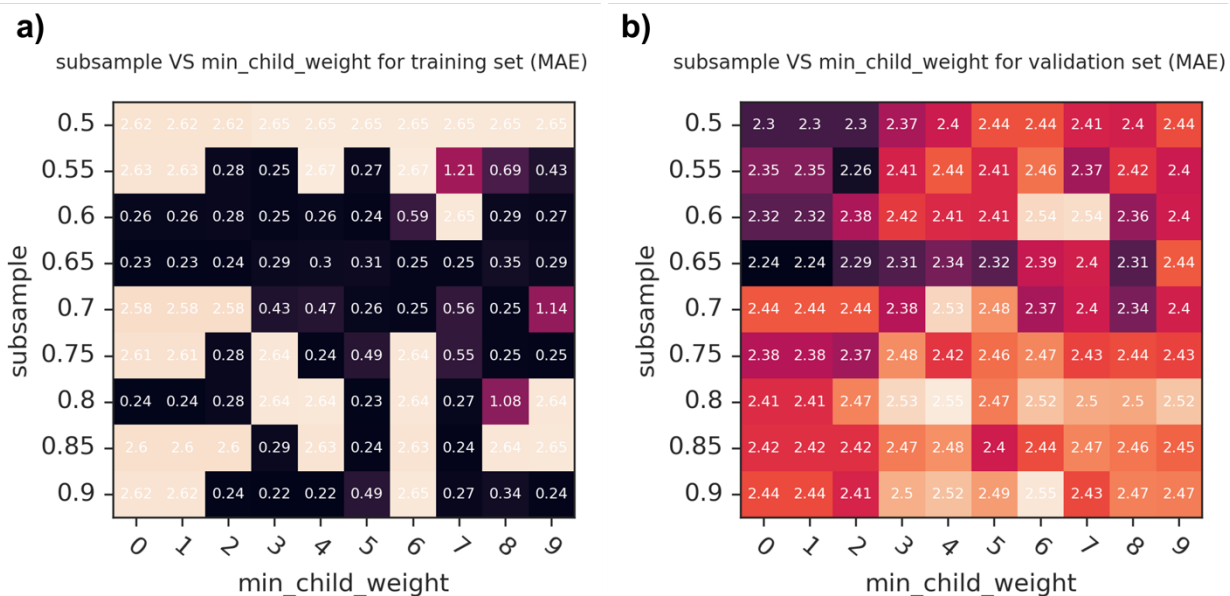 a)
subsample VS min_child_weight for training set (MAE)
subsample
0.5 2.62 2.62 2.62 2.65 2.65 2.65 2.65 2.65 2.65 2.65
0.55 2.63 2.63 0.28 0.25 2.67 0.27 2.67 1.21 0.69 0.43
0.6 0.26 0.26 0.28 0.25 0.26 0.24 0.59 2.65 0.29 0.27
0.65 0.23 0.23 0.24 0.29 0.3 0.31 0.25 0.25 0.35 0.29
0.7 2.58 2.58 2.58 0.43 0.47 0.26 0.25 0.56 0.25 1.14
0.75 2.61 2.61 0.28 2.64 0.24 0.49 2.64 0.55 0.25 0.25
0.8 0.24 0.24 0.28 2.64 2.64 0.23 2.64 0.27 1.08 2.64
0.85 2.6 2.6 2.6 0.29 2.63 0.24 2.63 0.24 2.64 2.65
0.9 2.62 2.62 0.24 0.22 0.22 0.49 2.65 0.27 0.34 0.24
0 1 2 3 4 5 6 7 8 9
min_child_weight
b)
subsample VS min_child_weight for validation set (MAE)
subsample
0.5 2.3 2.3 2.3 2.37 2.4 2.44 2.44 2.41 2.4 2.44
0.55 2.35 2.35 2.26 2.41 2.44 2.41 2.46 2.37 2.42 2.4
0.6 2.32 2.32 2.38 2.42 2.41 2.41 2.54 2.54 2.36 2.4
0.65 2.24 2.24 2.29 2.31 2.34 2.32 2.39 2.4 2.31 2.44
0.7 2.44 2.44 2.44 2.38 2.53 2.48 2.37 2.4 2.34 2.4
0.75 2.38 2.38 2.37 2.48 2.42 2.46 2.47 2.43 2.44 2.43
0.8 2.41 2.41 2.47 2.53 2.55 2.47 2.52 2.5 2.5 2.52
0.85 2.42 2.42 2.42 2.47 2.48 2.4 2.44 2.47 2.46 2.45
0.9 2.44 2.44 2.41 2.5 2.52 2.49 2.55 2.43 2.47 2.47
0 1 2 3 4 5 6 7 8 9
min_child_weight